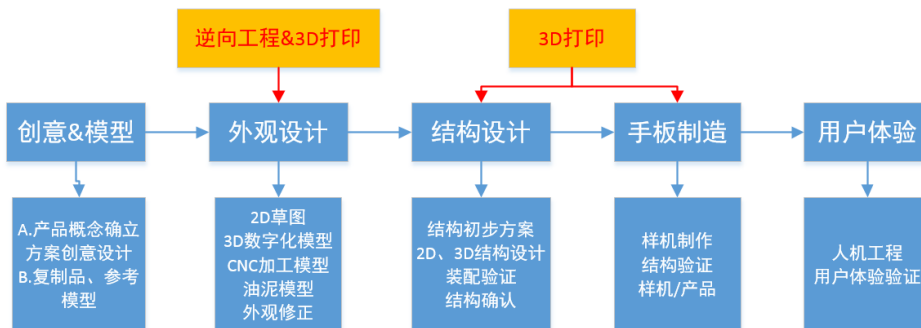 逆向工程&3D打印
3D打印
创意&模型
外观设计
结构设计
手板制造
用户体验
A.产品概念确立
方案创意设计
B.复制品、参考
模型
2D草图
3D数字化模型
CNC加工模型
油泥模型
外观修正
结构初步方案
2D、3D结构设计
装配验证
结构确认
样机制作
结构验证
样机/产品
人机工程
用户体验验证